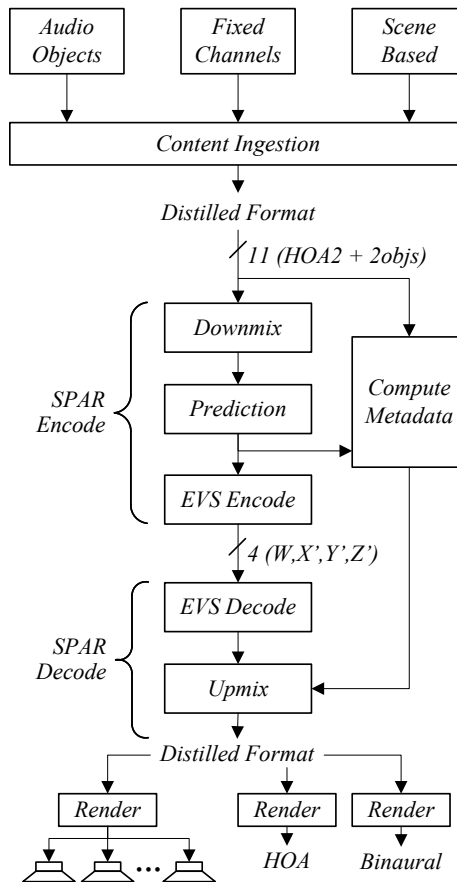 Audio Objects
Fixed Channels
Scene Based
Content Ingestion
Distilled Format
11 (HOA2 + 2objs)
Downmix
SPAR Encode
Prediction
Compute Metadata
EVS Encode
4 (W,X’,Y’,Z’)
EVS Decode
SPAR Decode
Upmix
Distilled Format
Render
Render
Render
HOA
Binaural